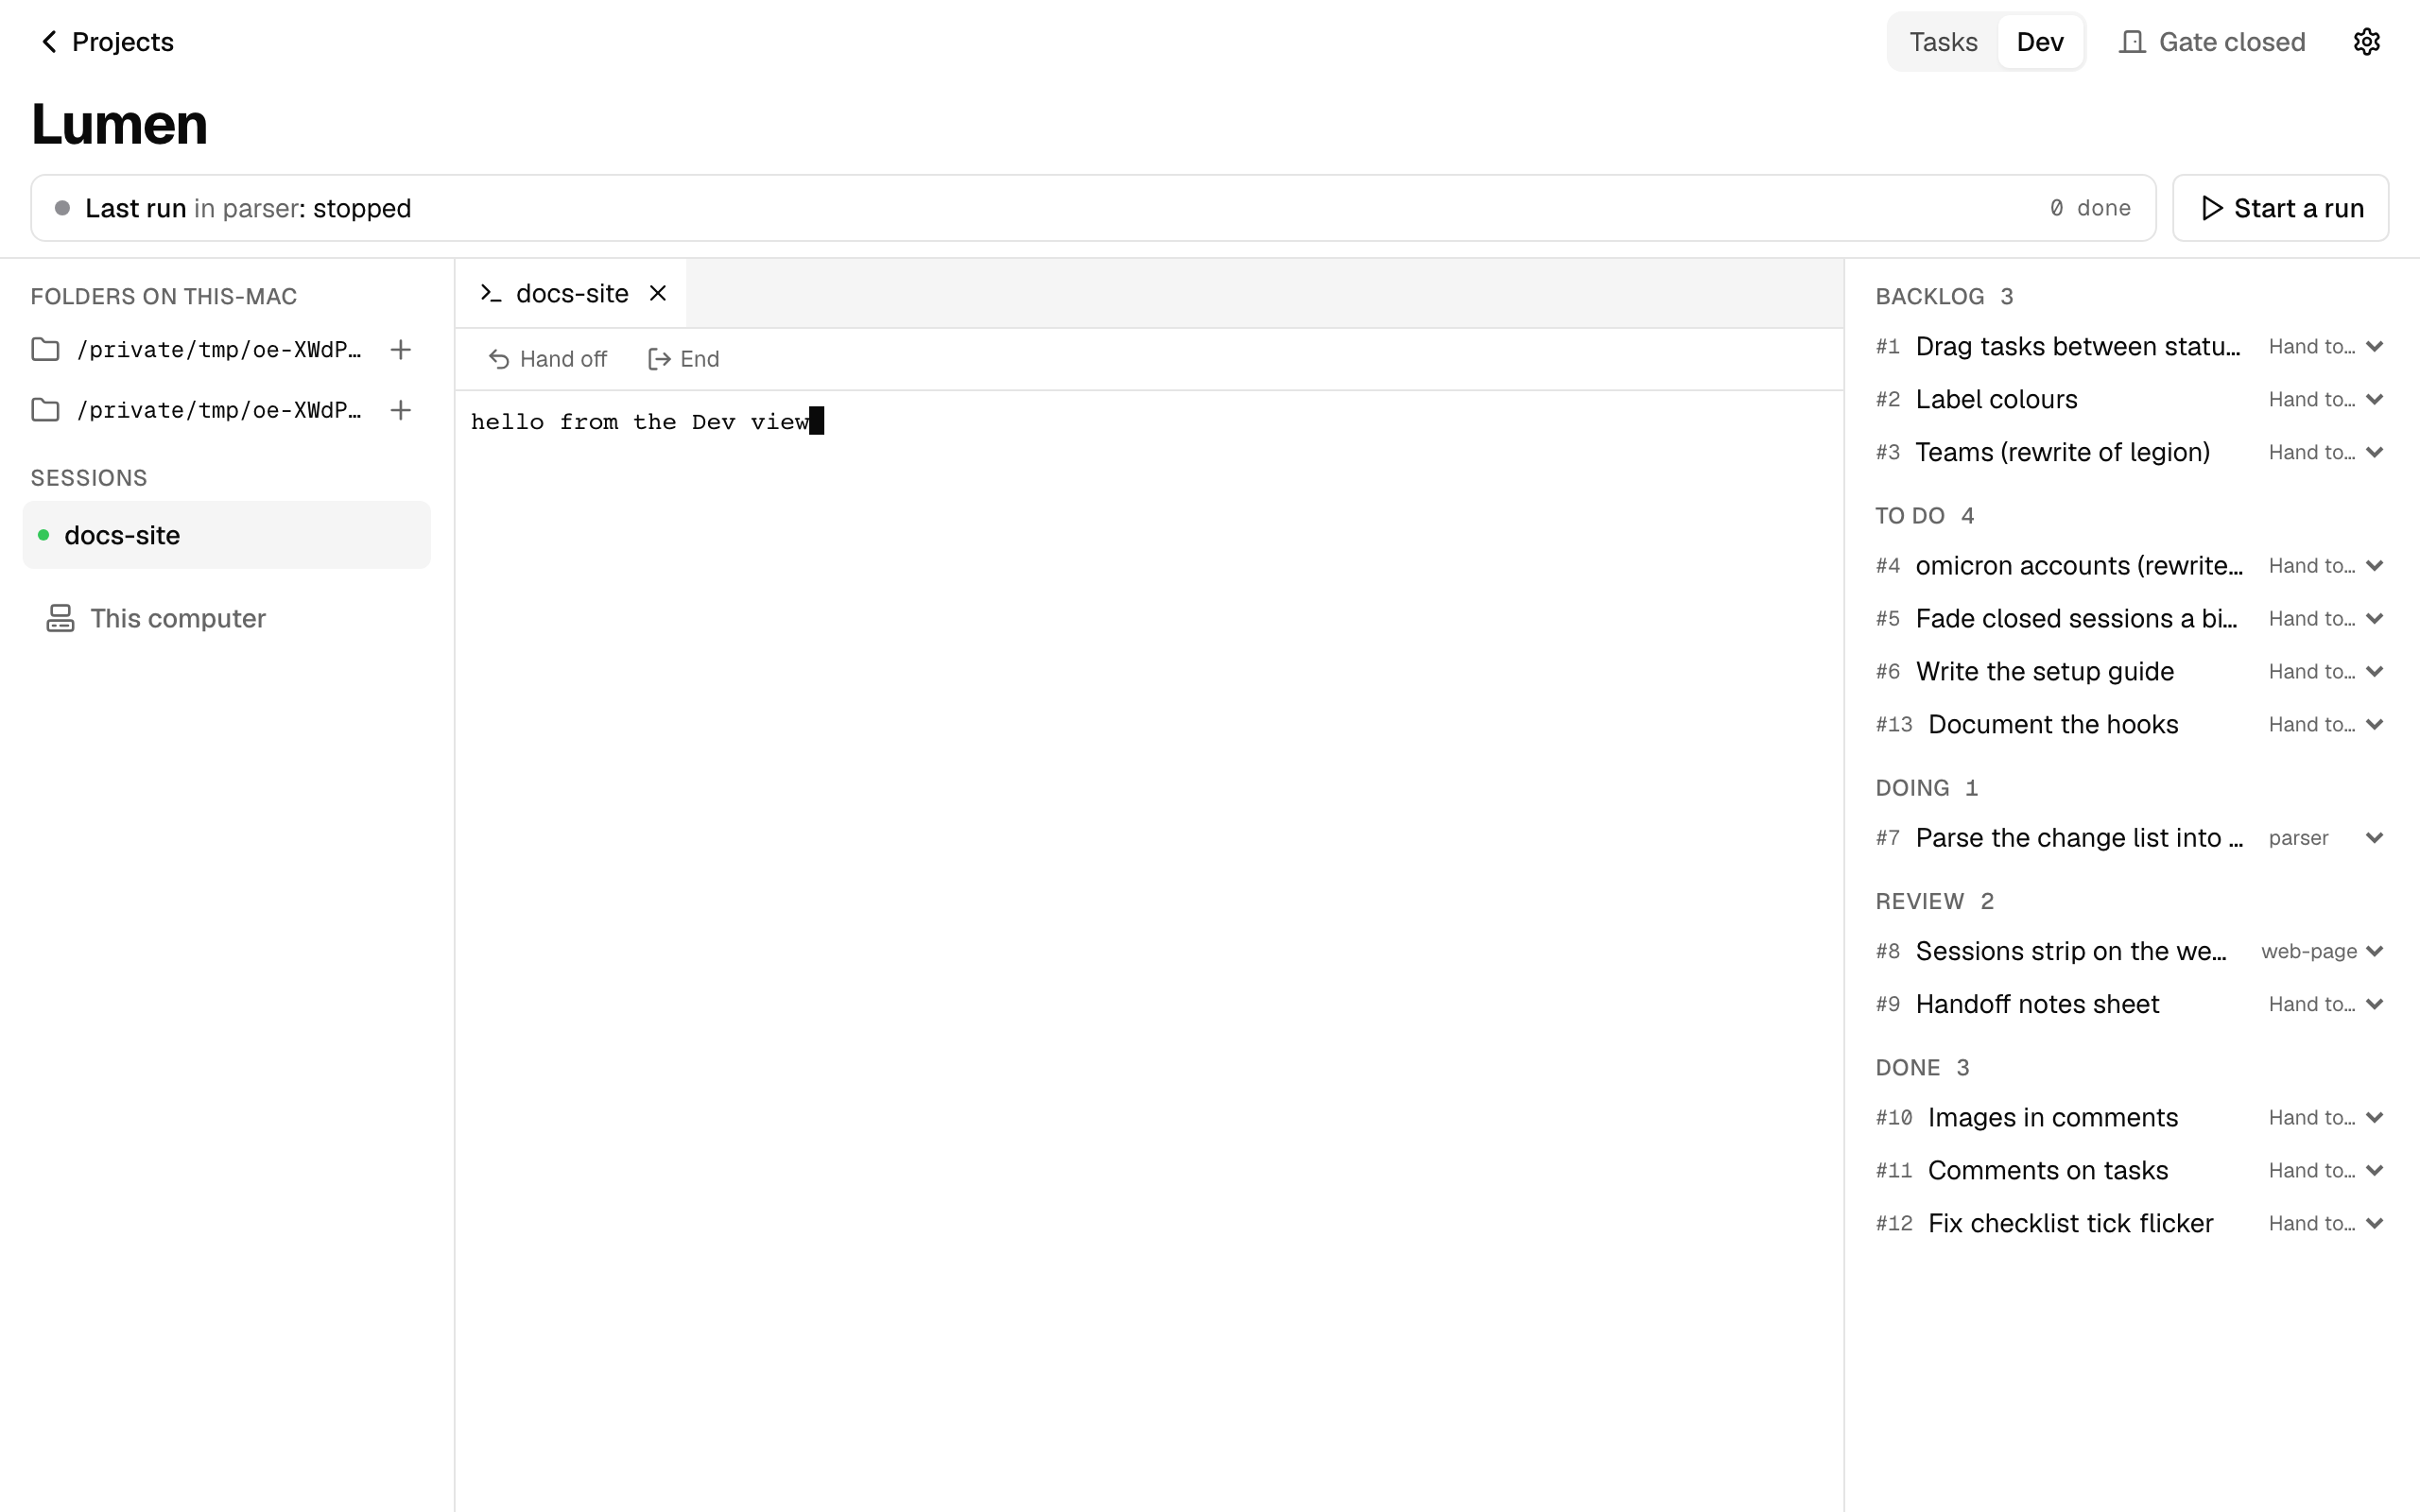 Projects
Tasks Dev Gate closed
Lumen
Last run in parser: stopped 0 done
Start a run
FOLDERS ON THIS-MAC
/private/tmp/oe-XWdP…
/private/tmp/oe-XWdP…
SESSIONS
docs-site
This computer
docs-site
Hand off End
hello from the Dev view
BACKLOG 3
#1 Drag tasks between statu… Hand to…
#2 Label colours Hand to…
#3 Teams (rewrite of legion) Hand to…
TO DO 4
#4 omicron accounts (rewrite… Hand to…
#5 Fade closed sessions a bi… Hand to…
#6 Write the setup guide Hand to…
#13 Document the hooks Hand to…
DOING 1
#7 Parse the change list into … parser
REVIEW 2
#8 Sessions strip on the we… web-page
#9 Handoff notes sheet Hand to…
DONE 3
#10 Images in comments Hand to…
#11 Comments on tasks Hand to…
#12 Fix checklist tick flicker Hand to…